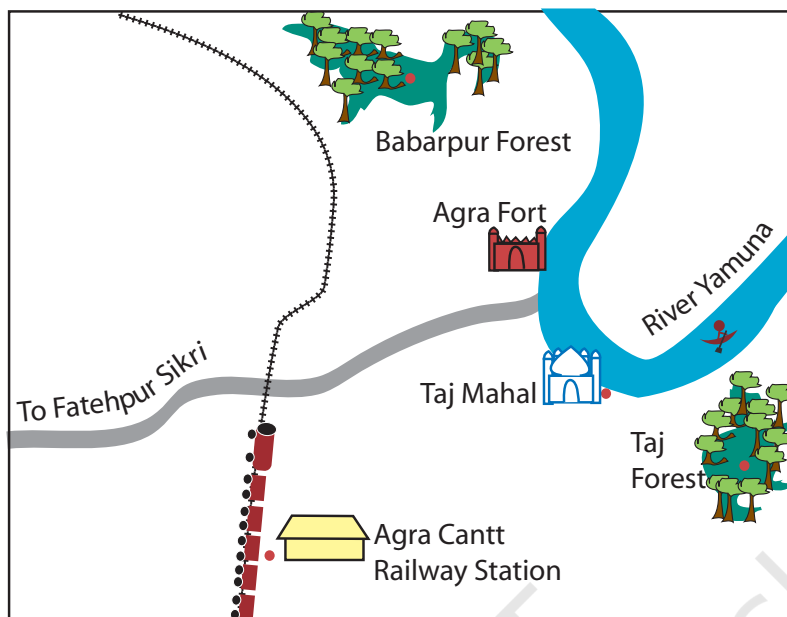 Babarpur Forest
Agra Fort
River Yamuna
To Fatehpur Sikri
Taj Mahal
Taj
Forest
Agra Cantt
Railway Station